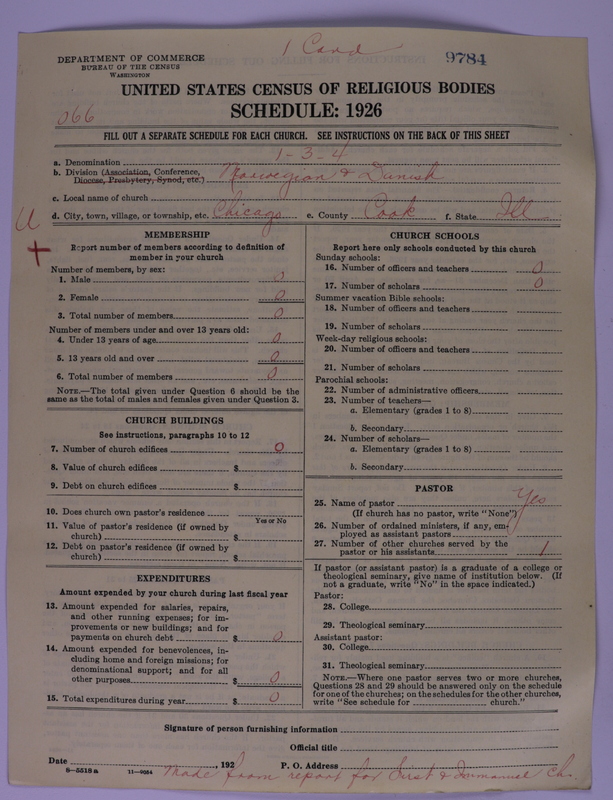 1 Card
9784
DEPARTMENT OF COMMERCE
BUREAU OF THE CENSUS
WASHINGTON
UNITED STATES CENSUS OF RELIGIOUS BODIES
SCHEDULE: 1926
066
FILL OUT A SEPARATE SCHEDULE FOR EACH CHURCH. SEE INSTRUCTIONS ON THE BACK OF THIS SHEET
a. Denomination 1-3-4
b. Division (Association, Conference, Diocese, Presbytery, Synod, etc.) Norwegian & Danish
c. Local name of church
d. City, town, village, or township, etc. Chicago e. County Cook f. State Ill
U
+
MEMBERSHIP
Report number of members according to definition of
member in your church
Number of members, by sex:
1. Male 0
2. Female 0
3. Total number of members 0
Number of members under and over 13 years old:
4. Under 13 years of age 0
5. 13 years old and over 0
6. Total number of members 0
NOTE.—The total given under Question 6 should be
same as the total of males and females given under Question 3.
CHURCH BUILDINGS
See instructions, paragraphs 10 to 12
7. Number of church edifices 0
8. Value of church edifices $
9. Debt on church edifices $
10. Does church own pastor's residence
Yes or No
11. Value of pastor's residence (if owned by
church) $
12. Debt on pastor's residence (if owned by
church) $
EXPENDITURES
Amount expended by your church during last fiscal year
13. Amount expended for salaries, repairs,
and other running expenses; for im-
provements or new buildings; and for
payments on church debt $ 0
14. Amount expended for benevolences, in-
cluding home and foreign missions; for
denominational support; and for all
other purposes $ 0
15. Total expenditures during year $ 0
CHURCH SCHOOLS
Report here only schools conducted by this church
Sunday schools:
16. Number of officers and teachers 0
17. Number of scholars 0
Summer vacation Bible schools:
18. Number of officers and teachers
19. Number of scholars
Week-day religious schools:
20. Number of officers and teachers
21. Number of scholars
Parochial schools:
22. Number of administrative officers
23. Number of teachers—
a. Elementary (grades 1 to 8)
b. Secondary
24. Number of scholars—
a. Elementary (grades 1 to 8)
b. Secondary
PASTOR
25. Name of pastor Yes
(If church has no pastor, write "None")
26. Number of ordained ministers, if any, em-
ployed as assistant pastors
27. Number of other churches served by the
pastor or his assistants 1
If pastor (or assistant pastor) is a graduate of a college or
theological seminary, give name of institution below. (If
not a graduate, write "No" in the space indicated.)
Pastor:
28. College
29. Theological seminary
Assistant pastor:
30. College
31. Theological seminary
NOTE.—Where one pastor serves two or more churches,
Questions 28 and 29 should be answered only on the schedule
for one of the churches; on the schedules for the other churches,
write "See schedule for church."
Signature of person furnishing information
Official title
Date , 192 P. O. Address
8—5518 a 11—9084 Made from report for First & Immanuel Ch.